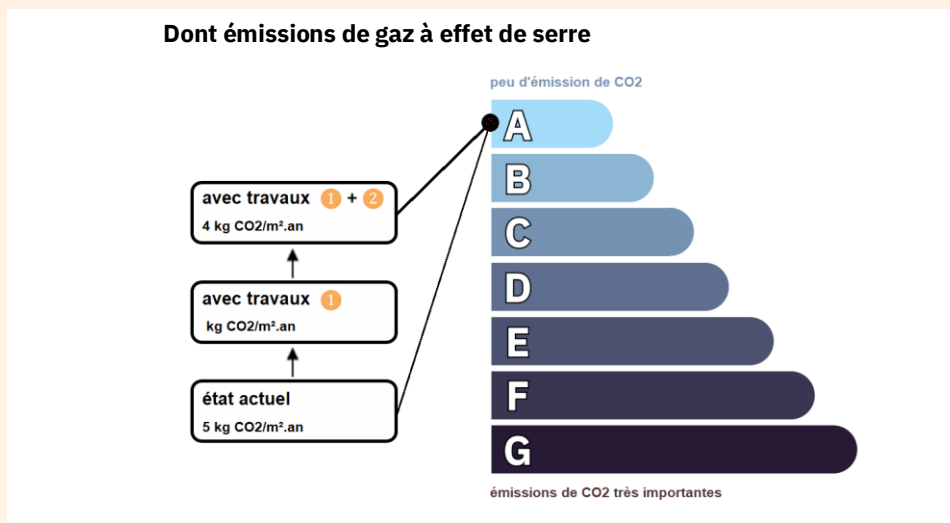 Dont émissions de gaz à effet de serre
peu d'émission de CO2
A
B
C
D
E
F
G
émissions de CO2 très importantes
avec travaux 1 + 2
4 kg CO2/m².an
avec travaux 1
kg CO2/m².an
état actuel
5 kg CO2/m².an